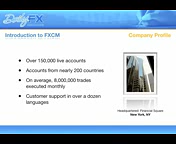 DailyFX
Introduction to FXCM
Company Profile
Over 150,000 live accounts
Accounts from nearly 200 countries
On average, 8,000,000 trades
executed monthly
Customer support in over a dozen
languages
Headquarters: Financial Square
New York, NY